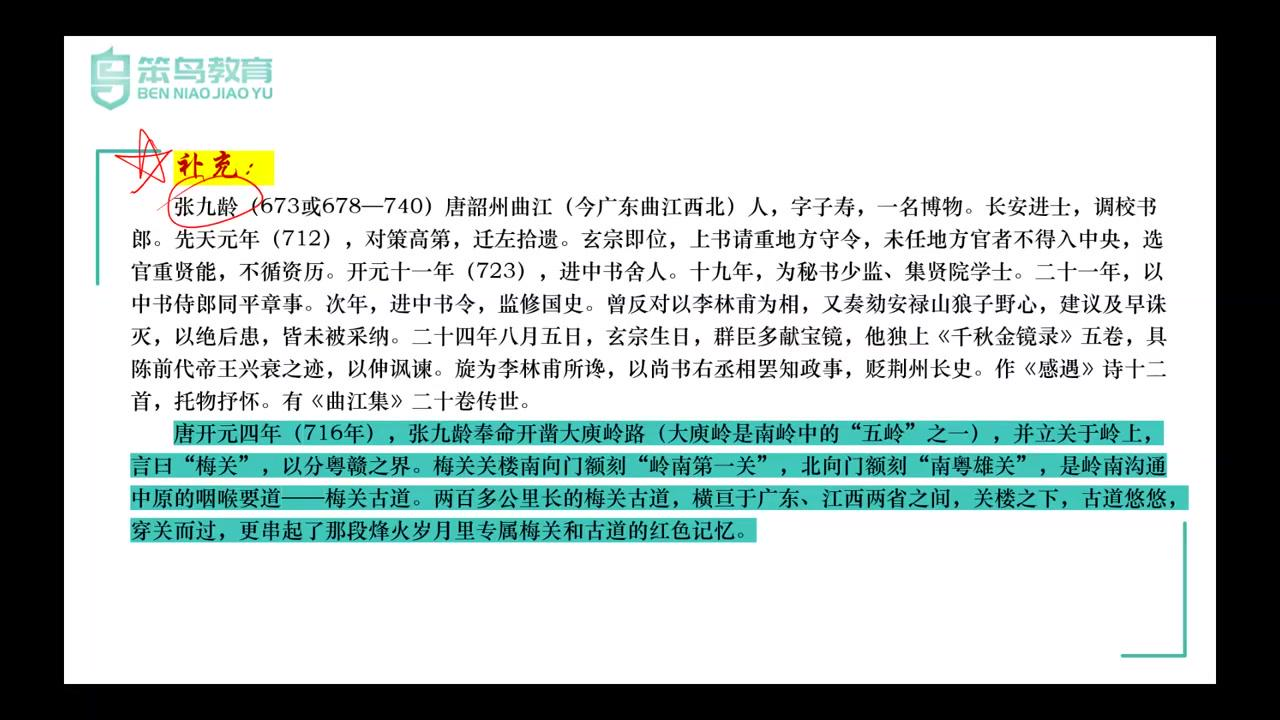 笨鸟教育
BEN NIAO JIAO YU
补充：
张九龄（673或678—740）唐韶州曲江（今广东曲江西北）人，字子寿，一名博物。长安进士，调校书
郎。先天元年（712），对策高第，迁左拾遗。玄宗即位，上书请重地方守令，未任地方官者不得入中央，选
官重贤能，不循资历。开元十一年（723），进中书舍人。十九年，为秘书少监、集贤院学士。二十一年，以
中书侍郎同平章事。次年，进中书令，监修国史。曾反对以李林甫为相，又奏劾安禄山狼子野心，建议及早诛
灭，以绝后患，皆未被采纳。二十四年八月五日，玄宗生日，群臣多献宝镜，他独上《千秋金镜录》五卷，具
陈前代帝王兴衰之迹，以伸讽谏。旋为李林甫所谗，以尚书右丞相罢知政事，贬荆州长史。作《感遇》诗十二
首，托物抒怀。有《曲江集》二十卷传世。
唐开元四年（716年），张九龄奉命开凿大庾岭路（大庾岭是南岭中的“五岭”之一），并立关于岭上，
言曰“梅关”，以分粤赣之界。梅关关楼南向门额刻“岭南第一关”，北向门额刻“南粤雄关”，是岭南沟通
中原的咽喉要道——梅关古道。两百多公里长的梅关古道，横亘于广东、江西两省之间，关楼之下，古道悠悠，
穿关而过，更串起了那段烽火岁月里专属梅关和古道的红色记忆。